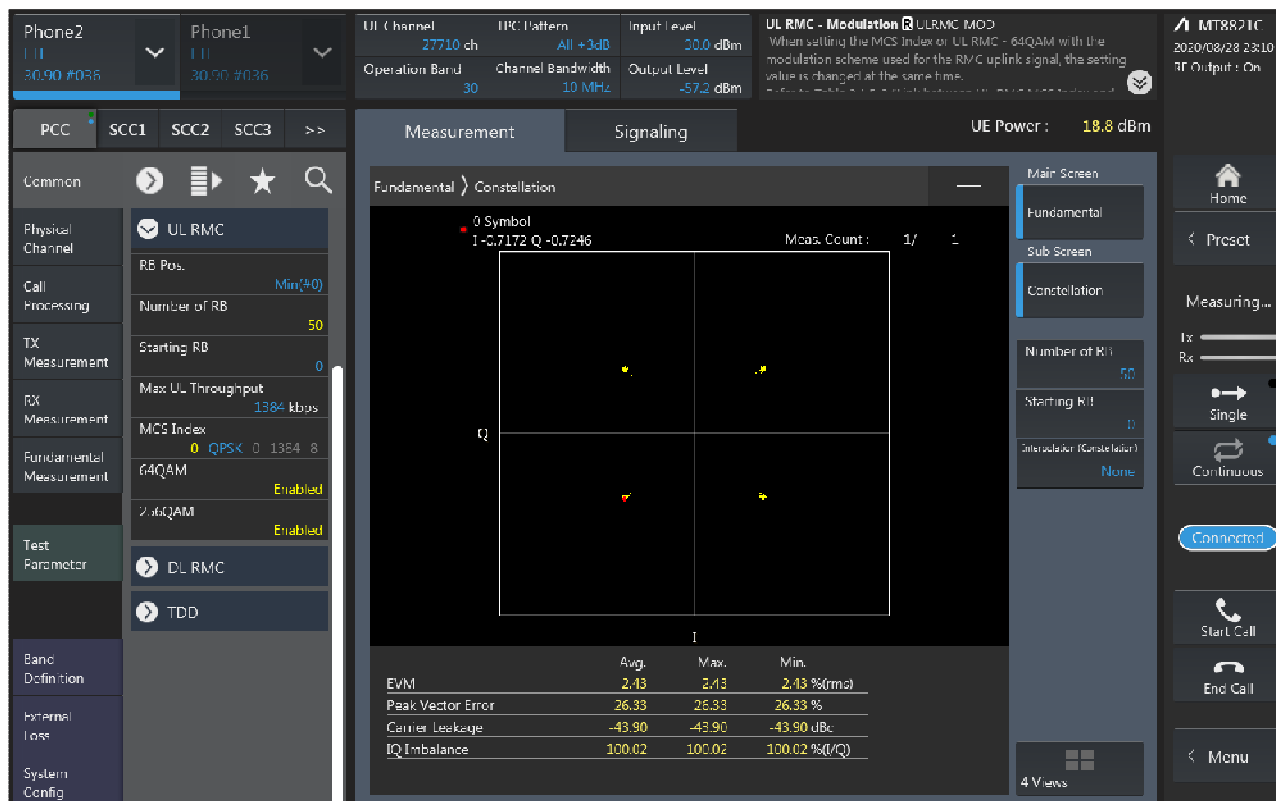 Phone2
30.90 #036
Phone1
30.90 #036
UL Channel
27710 ch
TPC Pattern
All +3dB
Input Level
30.0 dBm
Operation Band
30
Channel Bandwidth
10 MHz
Output Level
-57.2 dBm
UL RMC - Modulation R ULRMC_MOD
When setting the MCS Index or UL RMC - 64QAM with the
modulation scheme used for the RMC uplink signal, the setting
value is changed at the same time.
MT8821C
2020/08/28 23:10
RF Output : On
PCC
SCC1
SCC2
SCC3
>>
Measurement
Signaling
UE Power : 18.8 dBm
Common
Physical
Channel
Call
Processing
TX
Measurement
RX
Measurement
Fundamental
Measurement
Test
Parameter
Band
Definition
External
Loss
System
Config
UL RMC
RB Pos.
Min(#0)
Number of RB
50
Starting RB
0
Max UL Throughput
1384 kbps
MCS Index
0 QPSK 0 1384 8
64QAM
Enabled
256QAM
Enabled
DL RMC
TDD
Fundamental 〉 Constellation
0 Symbol
I -0.7172 Q -0.7246
Meas. Count : 1/ 1
Q
I
Avg. Max. Min.
EVM 2.43 2.43 2.43 %(rms)
Peak Vector Error 26.33 26.33 26.33 %
Carrier Leakage -43.90 -43.90 -43.90 dBc
IQ Imbalance 100.02 100.02 100.02 %(I/Q)
Main Screen
Fundamental
Sub Screen
Constellation
Number of RB
50
Starting RB
0
Interpolation (Constellation)
None
4 Views
Home
< Preset
Measuring...
Tx
Rx
Single
Continuous
Connected
Start Call
End Call
< Menu